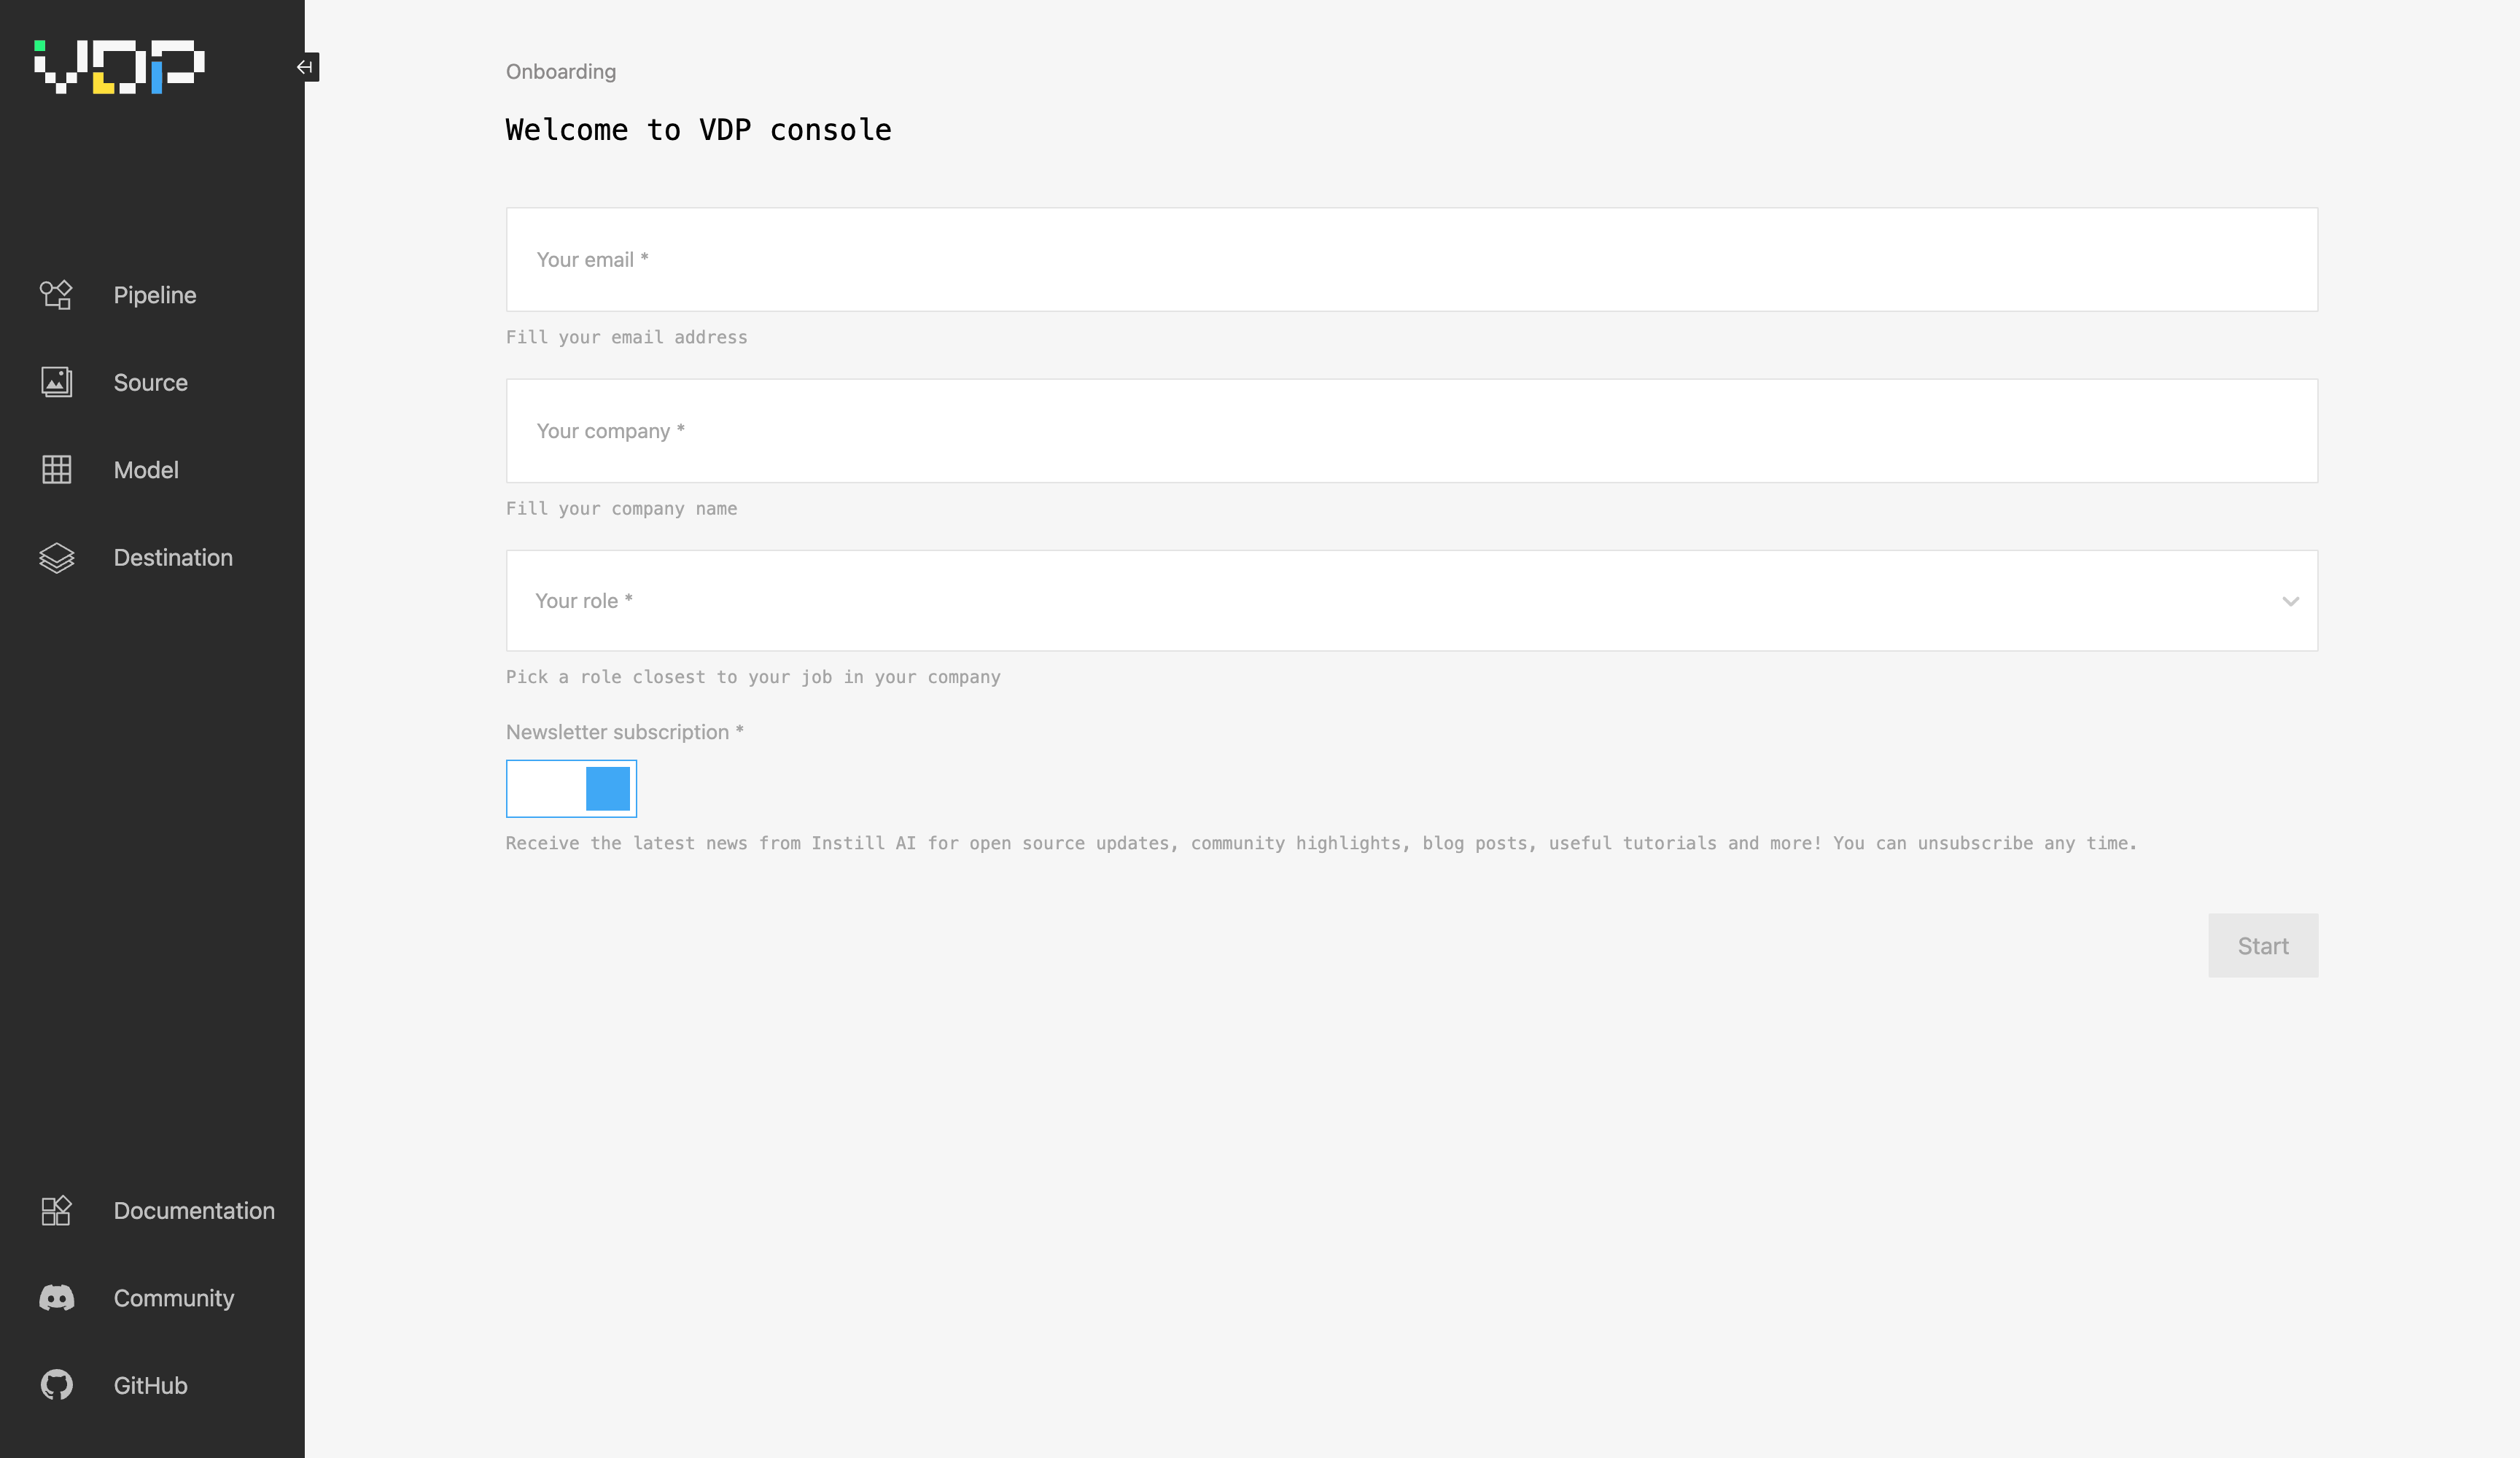 VDP
Pipeline
Source
Model
Destination
Documentation
Community
GitHub
Onboarding
Welcome to VDP console
Your email *
Fill your email address
Your company *
Fill your company name
Your role *
Pick a role closest to your job in your company
Newsletter subscription *
Receive the latest news from Instill AI for open source updates, community highlights, blog posts, useful tutorials and more! You can unsubscribe any time.
Start